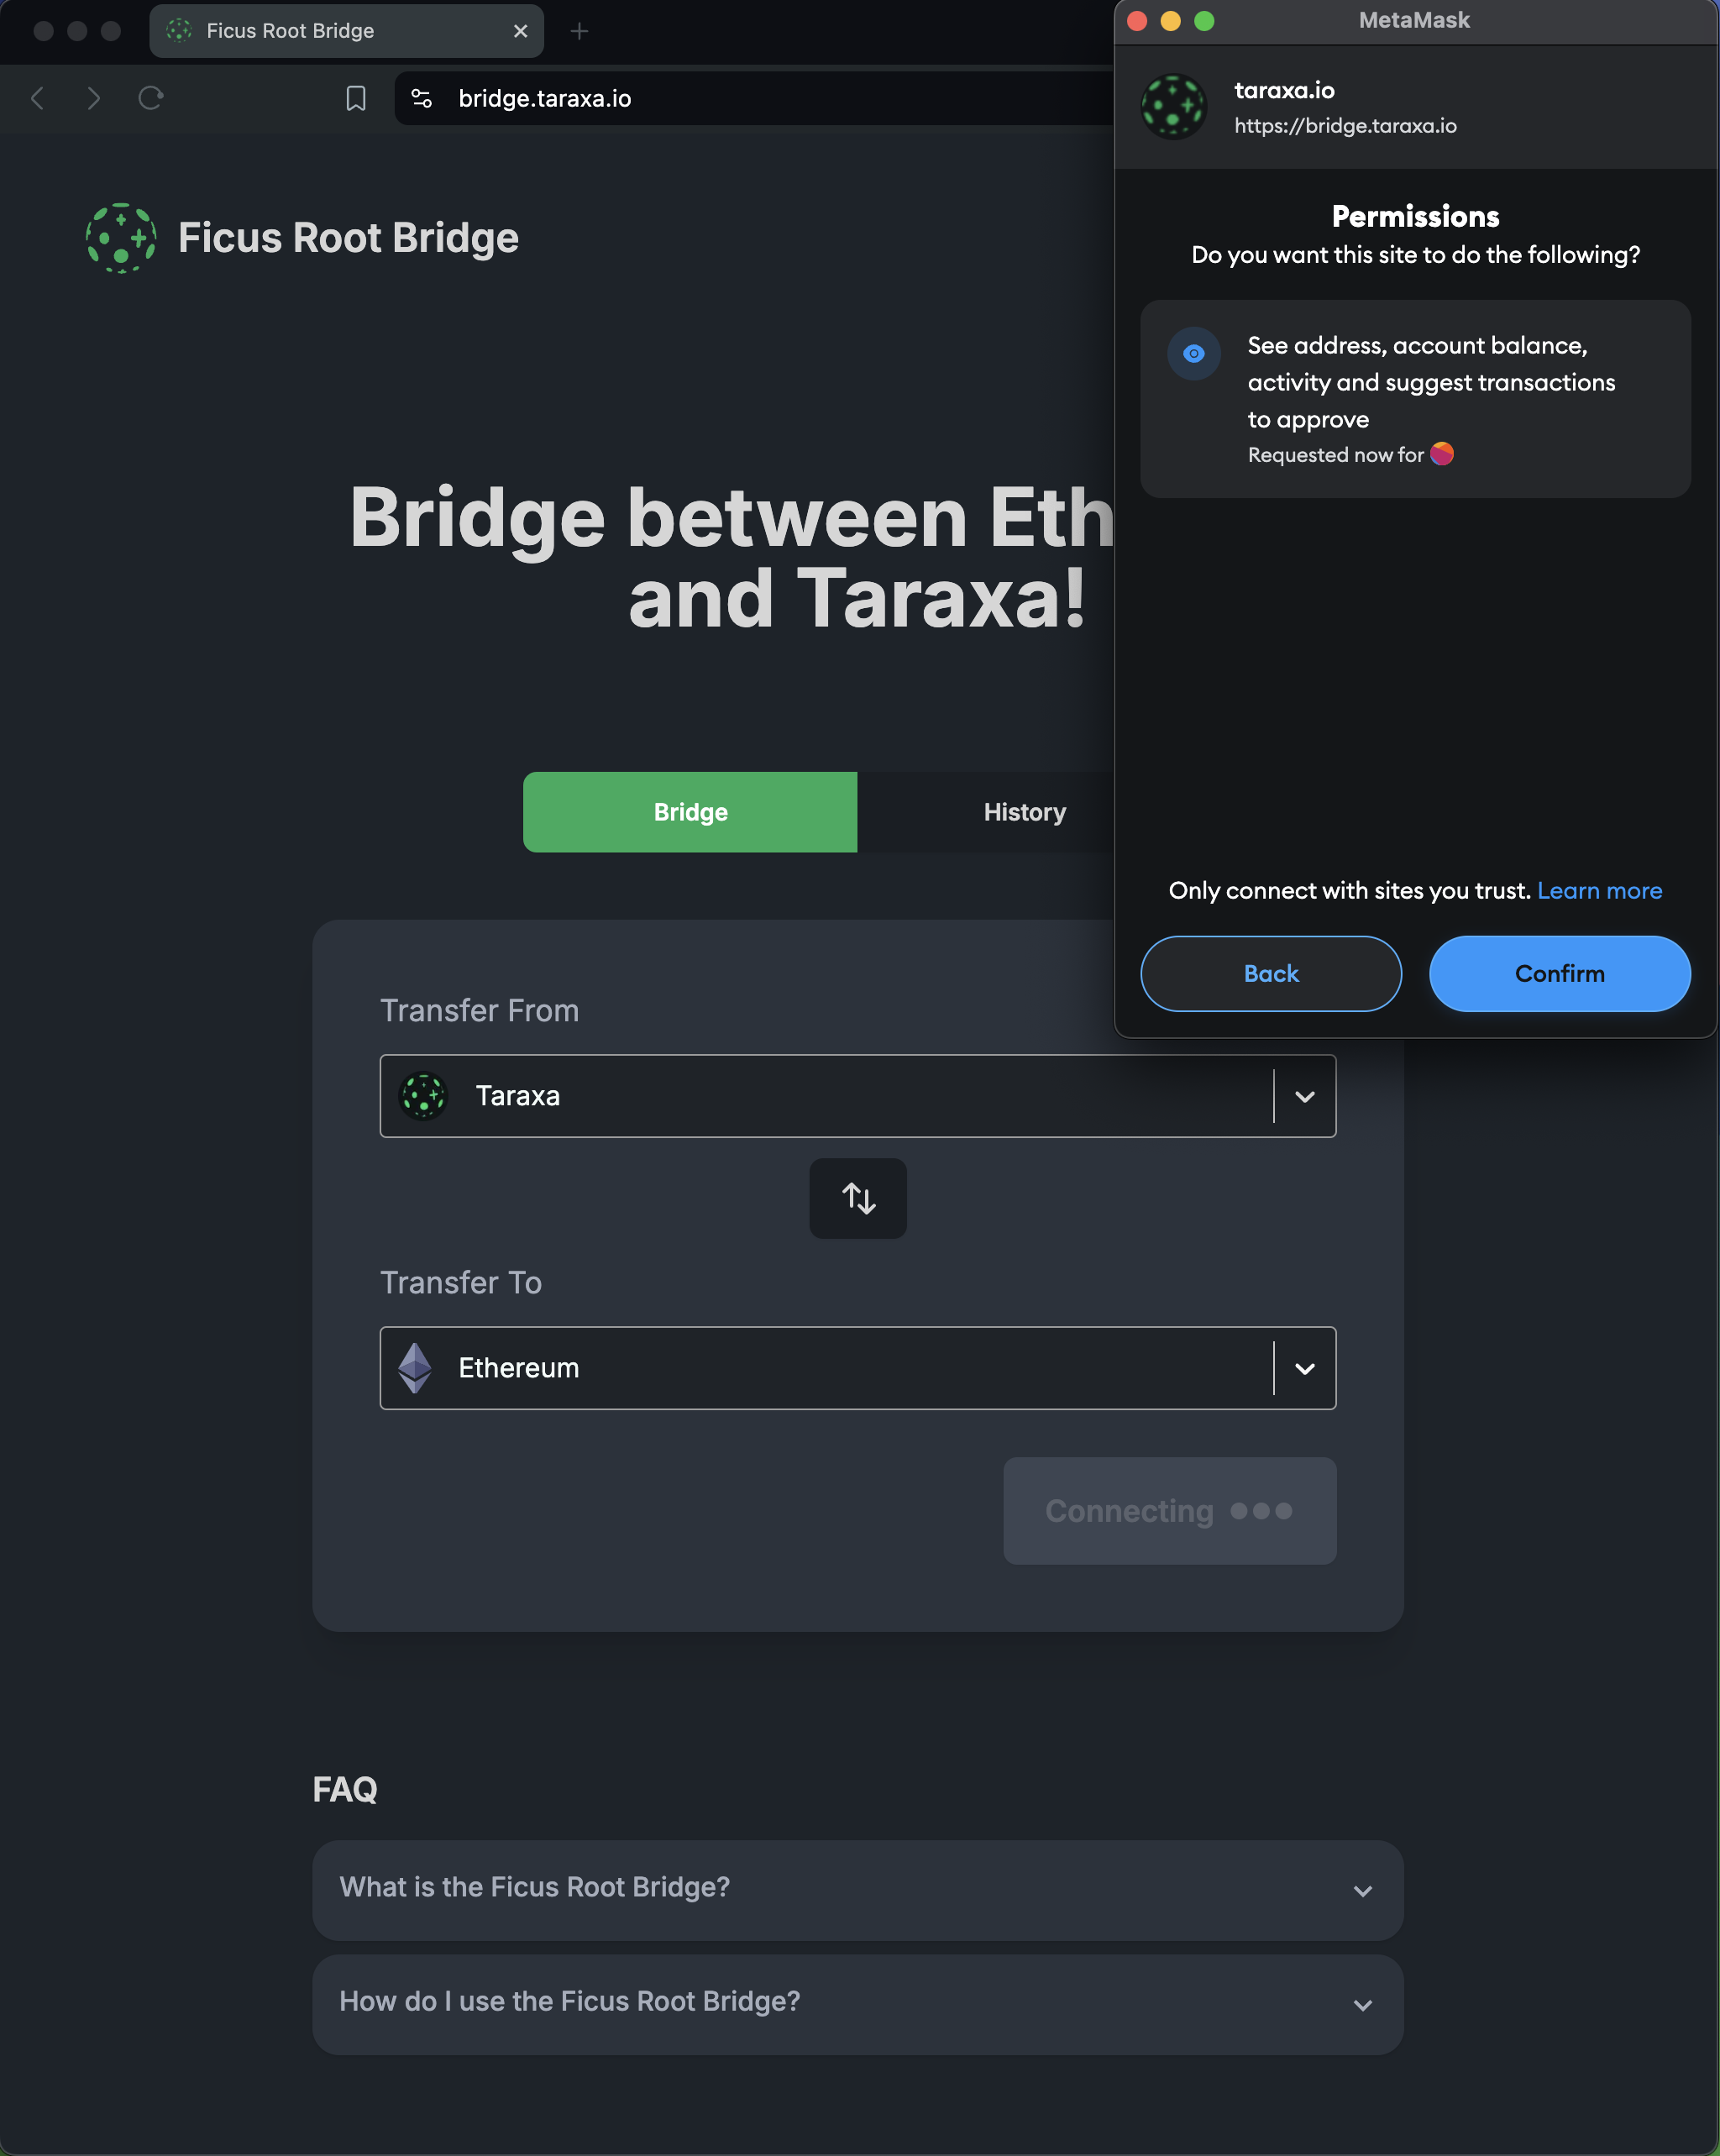 Ficus Root Bridge
bridge.taraxa.io
Ficus Root Bridge
Bridge between Eth
and Taraxa!
Bridge
History
Transfer From
Taraxa
Transfer To
Ethereum
Connecting
FAQ
What is the Ficus Root Bridge?
How do I use the Ficus Root Bridge?
MetaMask
taraxa.io
https://bridge.taraxa.io
Permissions
Do you want this site to do the following?
See address, account balance,
activity and suggest transactions
to approve
Requested now for
Only connect with sites you trust. Learn more
Back
Confirm